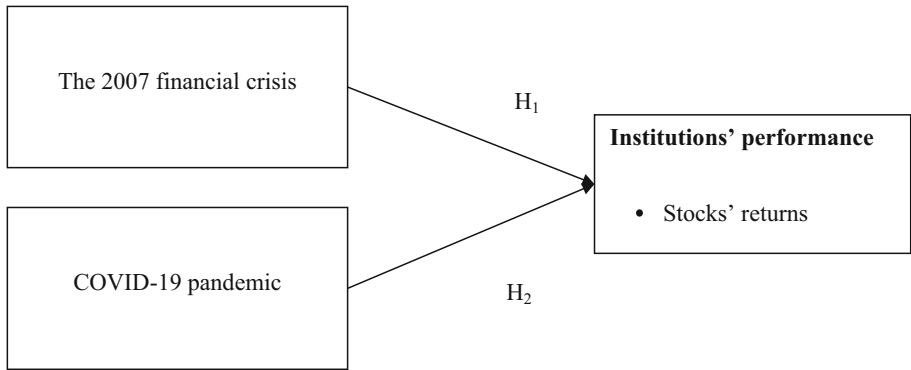 The 2007 financial crisis
H₁
Institutions’ performance
• Stocks’ returns
COVID-19 pandemic
H₂